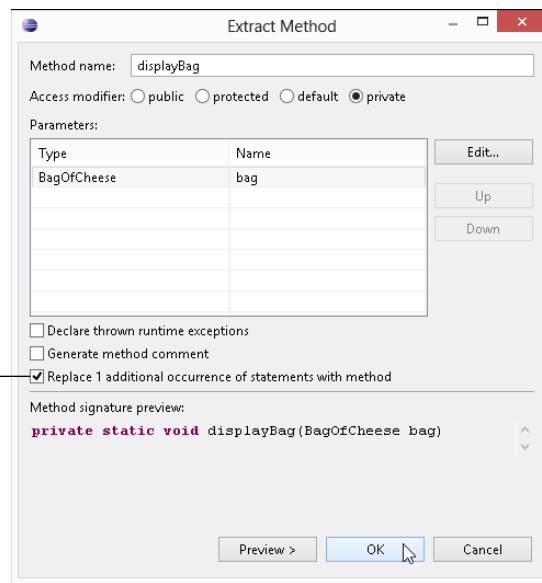 Extract Method
Method name: displayBag
Access modifier: public protected default private
Parameters:
Type Name Edit...
BagOfCheese bag
Up
Down
Declare thrown runtime exceptions
Generate method comment
Replace 1 additional occurrence of statements with method
Method signature preview:
private static void displayBag(BagOfCheese bag)
Preview > OK Cancel